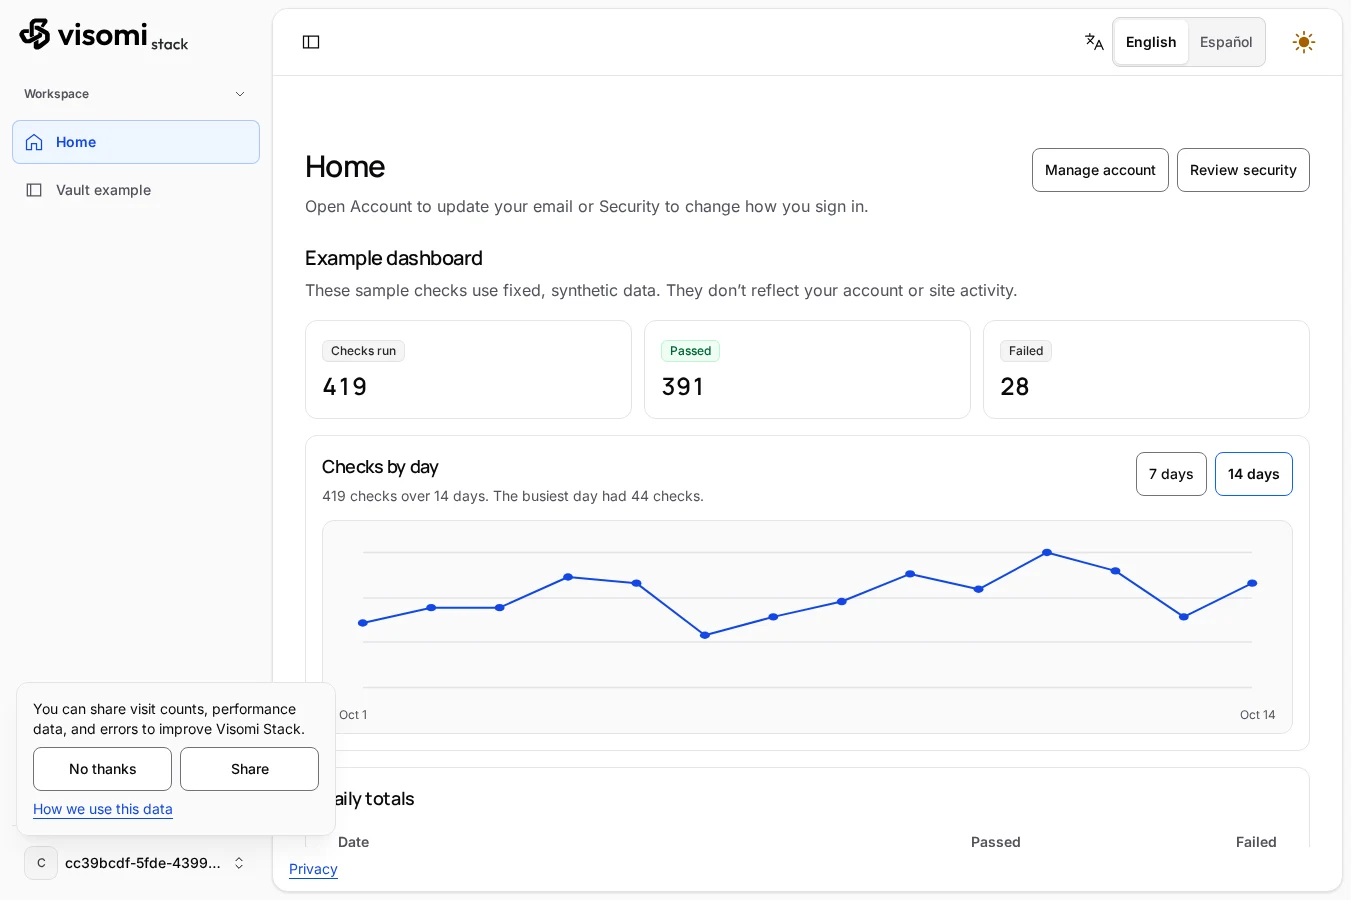 visomi stack
Workspace
Home
Vault example
English
Español
Home
Manage account
Review security
Open Account to update your email or Security to change how you sign in.
Example dashboard
These sample checks use fixed, synthetic data. They don’t reflect your account or site activity.
Checks run
419
Passed
391
Failed
28
Checks by day
419 checks over 14 days. The busiest day had 44 checks.
7 days
14 days
Oct 1
Oct 14
aily totals
Date
Passed
Failed
You can share visit counts, performance
data, and errors to improve Visomi Stack.
No thanks
Share
How we use this data
C
cc39bcdf-5fde-4399...
Privacy